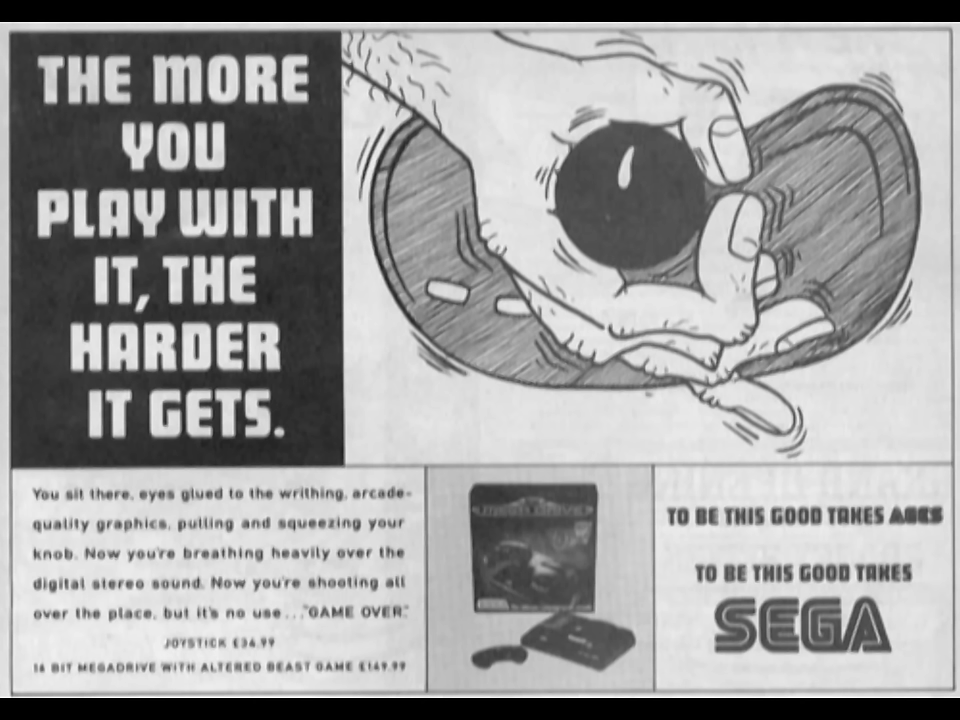 THE MORE
YOU
PLAY WITH
IT, THE
HARDER
IT GETS.
You sit there, eyes glued to the writhing, arcade-
quality graphics, pulling and squeezing your
knob. Now you're breathing heavily over the
digital stereo sound. Now you're shooting all
over the place, but it's no use..."GAME OVER."
JOYSTICK £34.99
16 BIT MEGADRIVE WITH ALTERED BEAST GAME £149.99
MEGA DRIVE
TO BE THIS GOOD TAKES AGES
TO BE THIS GOOD TAKES
SEGA